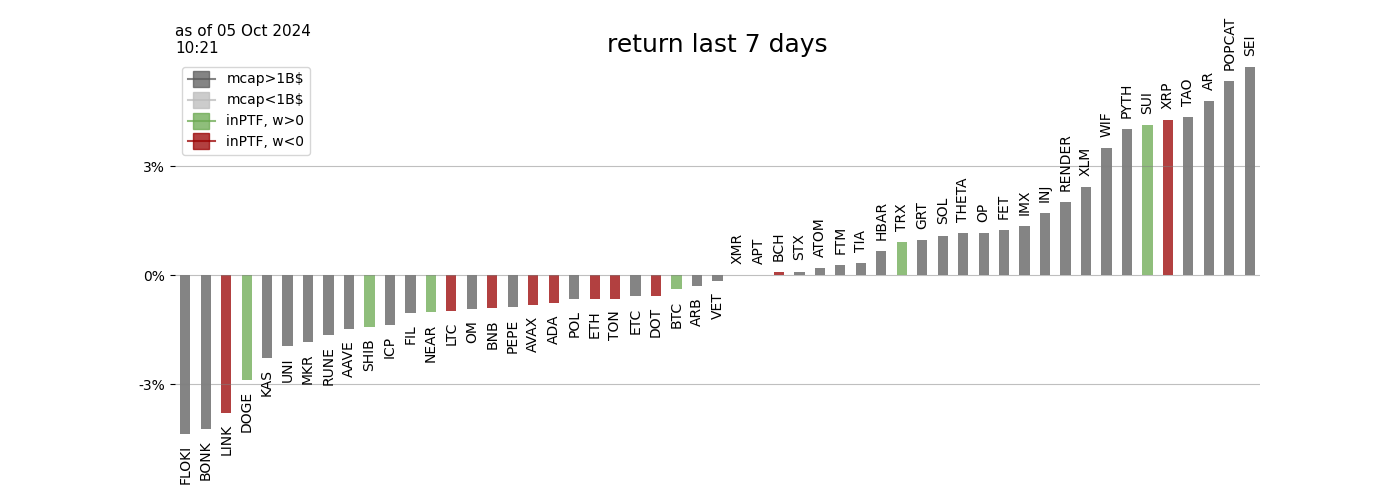 as of 05 Oct 2024
10:21
return last 7 days
mcap>1B$
mcap<1B$
inPTF, w>0
inPTF, w<0
3%
0%
-3%
FLOKI
BONK
LINK
DOGE
KAS
UNI
MKR
RUNE
AAVE
SHIB
ICP
FIL
NEAR
LTC
OM
BNB
PEPE
AVAX
ADA
POL
ETH
TON
ETC
DOT
BTC
ARB
VET
XMR
APT
BCH
STX
ATOM
FTM
TIA
HBAR
TRX
GRT
SOL
THETA
OP
FET
IMX
INJ
RENDER
XLM
WIF
PYTH
SUI
XRP
TAO
AR
POPCAT
SEI